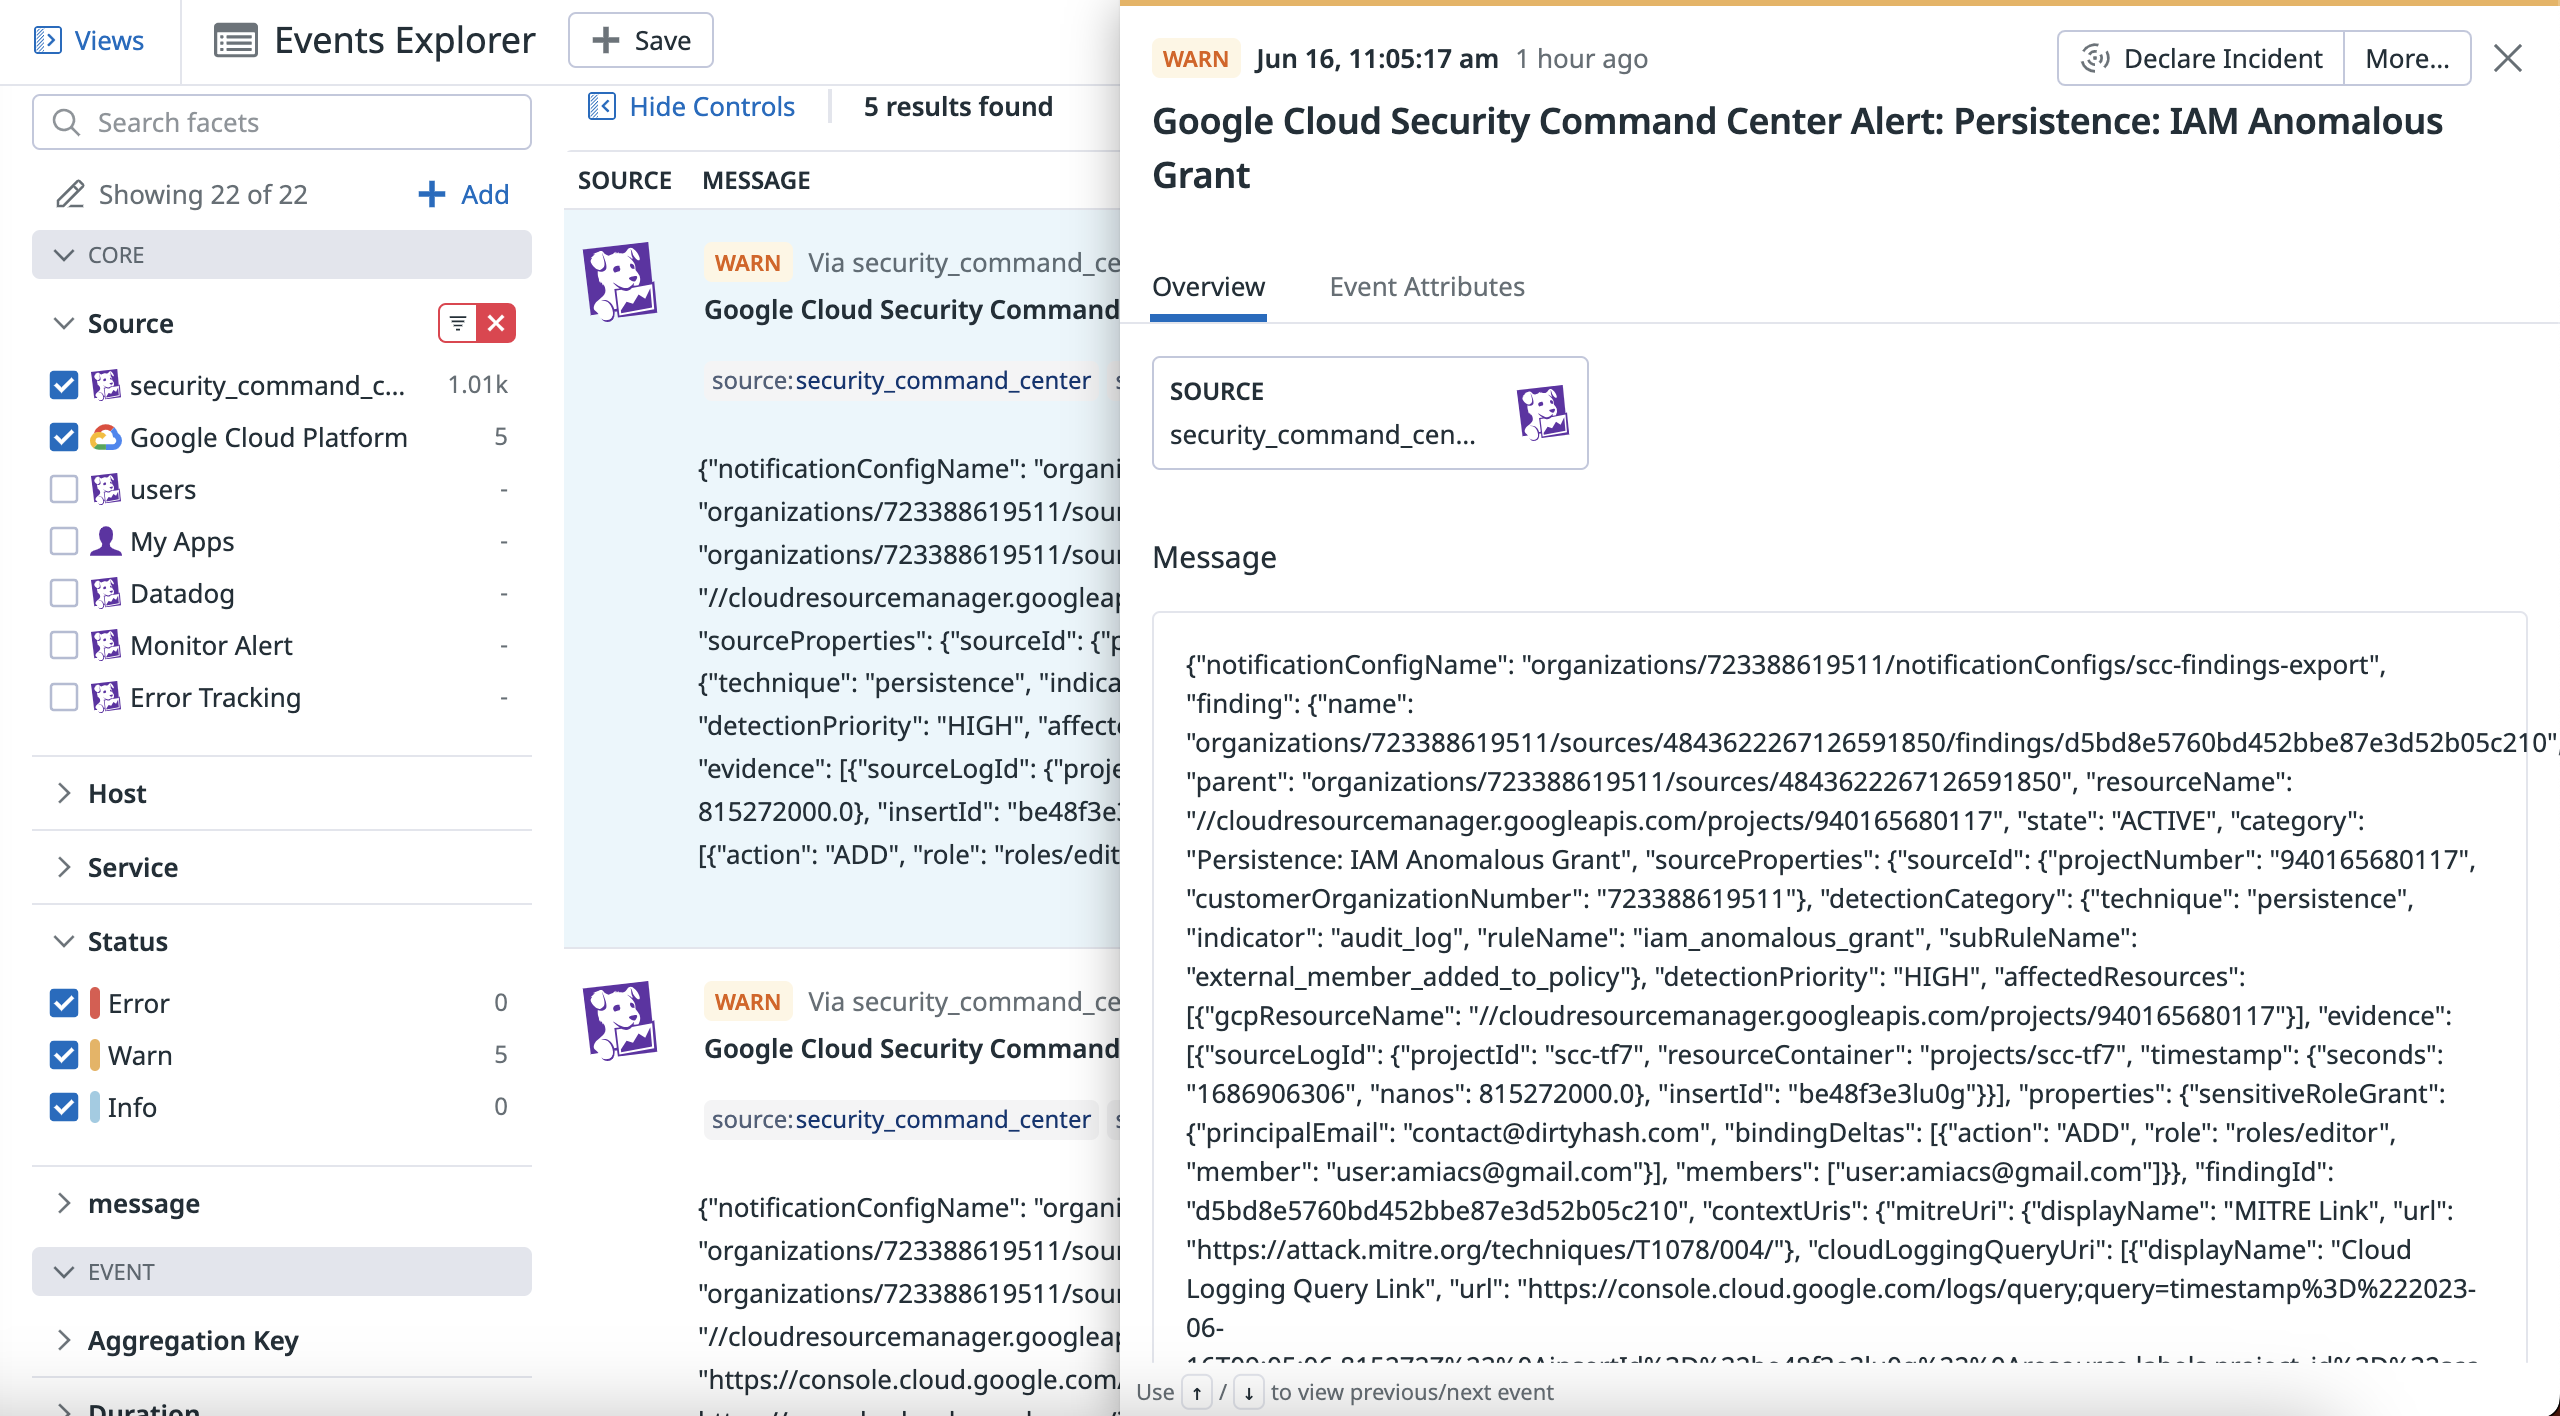 Views
Events Explorer
Save
Search facets
Showing 22 of 22
Add
CORE
Source
security_command_c... 1.01k
Google Cloud Platform 5
users -
My Apps -
Datadog -
Monitor Alert -
Error Tracking -
Host
Service
Status
Error 0
Warn 5
Info 0
message
EVENT
Aggregation Key
Duration
Hide Controls
5 results found
SOURCE MESSAGE
WARN Via security_command_ce
Google Cloud Security Command
source:security_command_center
{"notificationConfigName": "organi
"organizations/723388619511/sour
"organizations/723388619511/sour
"//cloudresourcemanager.googleap
"sourceProperties": {"sourceId": {"p
{"technique": "persistence", "indica
"detectionPriority": "HIGH", "affecte
"evidence": [{"sourceLogId": {"proje
815272000.0}, "insertId": "be48f3e3
[{"action": "ADD", "role": "roles/edit
WARN Via security_command_ce
Google Cloud Security Command
source:security_command_center
{"notificationConfigName": "organi
"organizations/723388619511/sour
"organizations/723388619511/sour
"//cloudresourcemanager.googleap
"https://console.cloud.google.com/
WARN Jun 16, 11:05:17 am 1 hour ago
Declare Incident
More...
Google Cloud Security Command Center Alert: Persistence: IAM Anomalous
Grant
Overview
Event Attributes
SOURCE
security_command_cen...
Message
{"notificationConfigName": "organizations/723388619511/notificationConfigs/scc-findings-export",
"finding": {"name":
"organizations/723388619511/sources/4843622267126591850/findings/d5bd8e5760bd452bbe87e3d52b05c210",
"parent": "organizations/723388619511/sources/4843622267126591850", "resourceName":
"//cloudresourcemanager.googleapis.com/projects/940165680117", "state": "ACTIVE", "category":
"Persistence: IAM Anomalous Grant", "sourceProperties": {"sourceId": {"projectNumber": "940165680117",
"customerOrganizationNumber": "723388619511"}, "detectionCategory": {"technique": "persistence",
"indicator": "audit_log", "ruleName": "iam_anomalous_grant", "subRuleName":
"external_member_added_to_policy"}, "detectionPriority": "HIGH", "affectedResources":
[{"gcpResourceName": "//cloudresourcemanager.googleapis.com/projects/940165680117"}], "evidence":
[{"sourceLogId": {"projectId": "scc-tf7", "resourceContainer": "projects/scc-tf7", "timestamp": {"seconds":
"1686906306", "nanos": 815272000.0}, "insertId": "be48f3e3lu0g"}}], "properties": {"sensitiveRoleGrant":
{"principalEmail": "contact@dirtyhash.com", "bindingDeltas": [{"action": "ADD", "role": "roles/editor",
"member": "user:amiacs@gmail.com"}], "members": ["user:amiacs@gmail.com"]}}, "findingId":
"d5bd8e5760bd452bbe87e3d52b05c210", "contextUris": {"mitreUri": {"displayName": "MITRE Link", "url":
"https://attack.mitre.org/techniques/T1078/004/"}, "cloudLoggingQueryUri": [{"displayName": "Cloud
Logging Query Link", "url": "https://console.cloud.google.com/logs/query;query=timestamp%3D%222023-
06-
Use ↑ / ↓ to view previous/next event